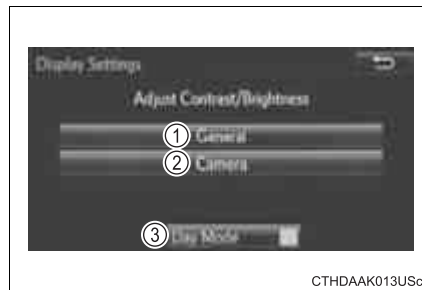 Display Settings
Adjust Contrast/Brightness
① General
② Camera
③ Day Mode
CTHDAAK013USc